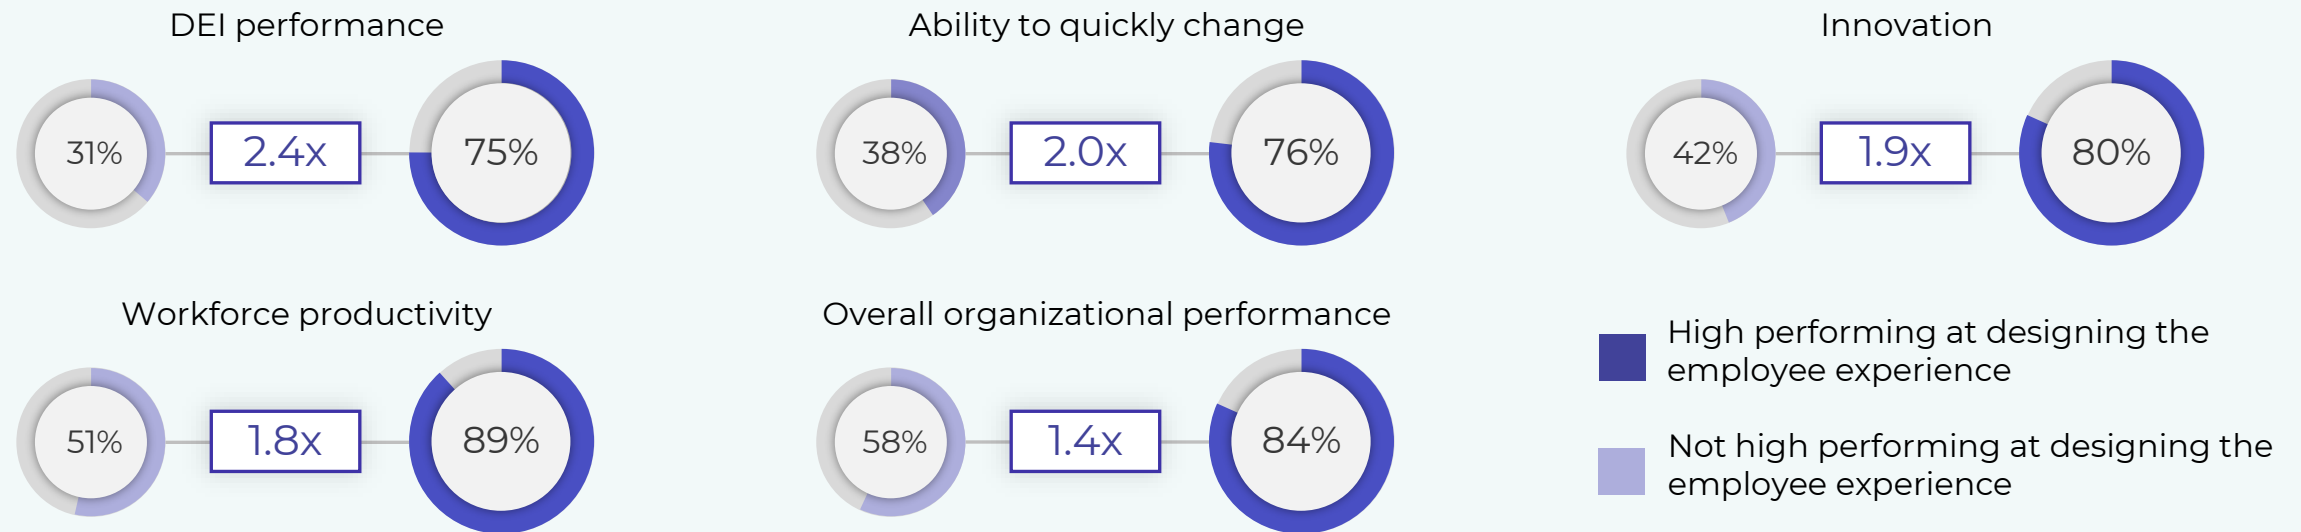 DEI performance
31%
2.4x
75%
Ability to quickly change
38%
2.0x
76%
Innovation
42%
1.9x
80%
Workforce productivity
51%
1.8x
89%
Overall organizational performance
58%
1.4x
84%
High performing at designing the
employee experience
Not high performing at designing the
employee experience